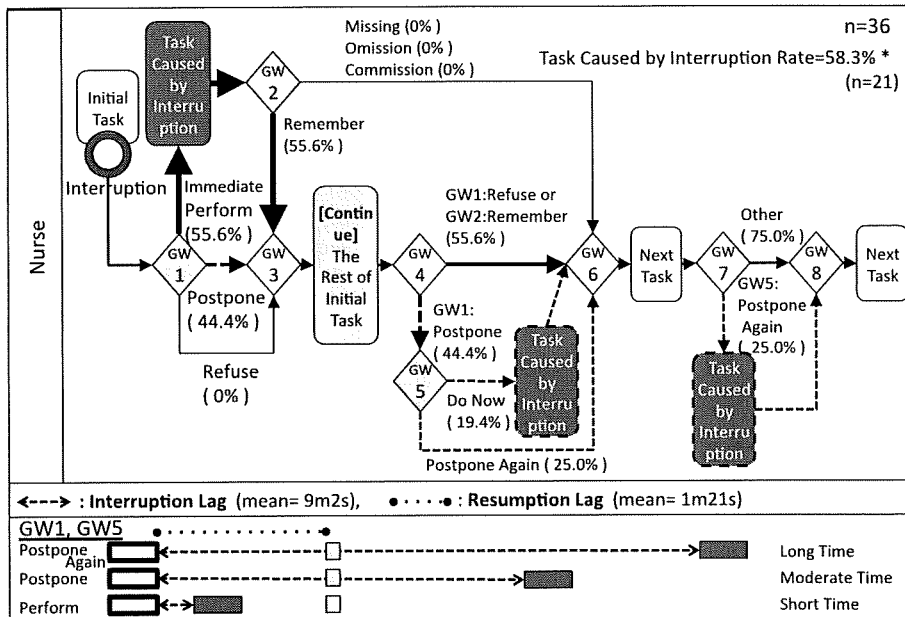 Nurse
Missing (0%)
Omission (0%)
Commission (0%)
n=36
Task Caused by Interruption Rate=58.3% *
(n=21)
Initial
Task
Interruption
Task
Caused
by
Interru
ption
GW
2
Remember
(55.6%)
Immediate
Perform
(55.6%)
GW
1
Postpone
( 44.4%)
Refuse
( 0%)
GW
3
[Contin
ue]
The
Rest of
Initial
Task
GW
4
GW1:Refuse or
GW2:Remember
(55.6%)
GW1:
Postpone
(44.4%)
GW
5
Do Now
( 19.4%)
Task
Caused
by
Interru
ption
Postpone Again ( 25.0%)
GW
6
Next
Task
GW
7
Other
( 75.0%)
GW5:
Postpone
Again
( 25.0%)
Task
Caused
by
Interru
ption
GW
8
Next
Task
: Interruption Lag (mean= 9m2s),
: Resumption Lag (mean= 1m21s)
GW1, GW5
Postpone
Again
Long Time
Postpone
Moderate Time
Perform
Short Time